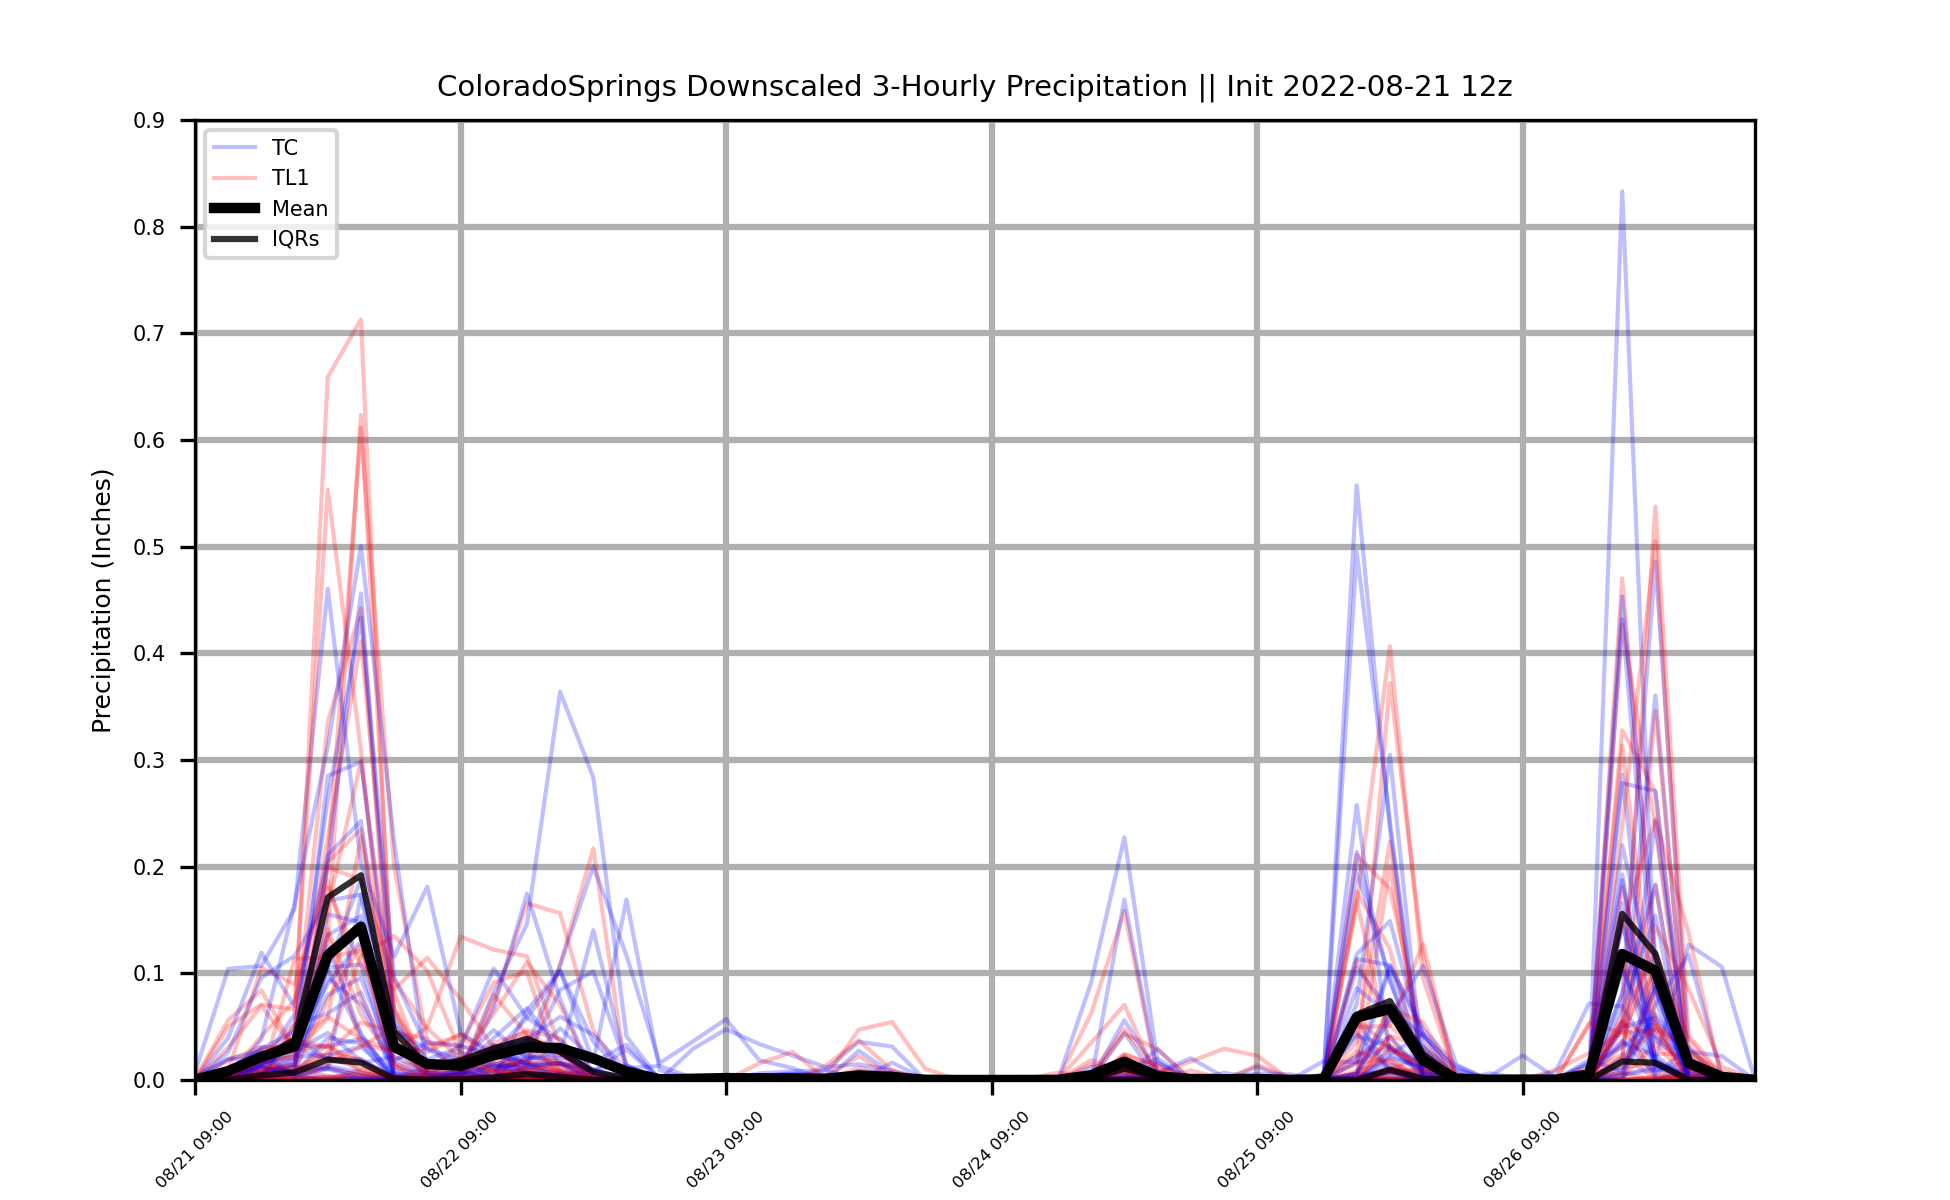 ColoradoSprings Downscaled 3-Hourly Precipitation || Init 2022-08-21 12z
Precipitation (Inches)
0.9
0.8
0.7
0.6
0.5
0.4
0.3
0.2
0.1
0.0
TC
TL1
Mean
IQRs
08/21 09:00
08/22 09:00
08/23 09:00
08/24 09:00
08/25 09:00
08/26 09:00